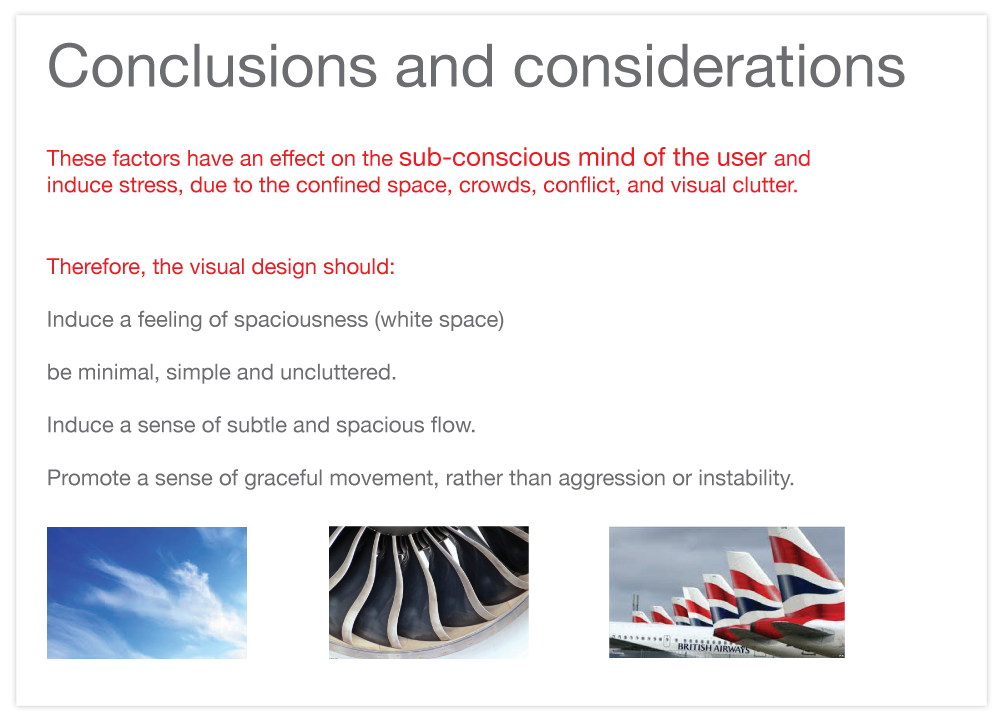 Conclusions and considerations
These factors have an effect on the sub-conscious mind of the user and
induce stress, due to the confined space, crowds, conflict, and visual clutter.
Therefore, the visual design should:
Induce a feeling of spaciousness (white space)
be minimal, simple and uncluttered.
Induce a sense of subtle and spacious flow.
Promote a sense of graceful movement, rather than aggression or instability.
BRITISH AIRWAYS